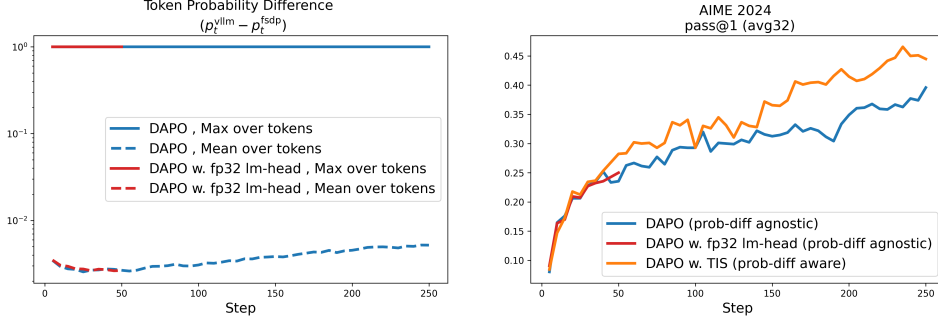 Token Probability Difference
(p_t^vllm − p_t^fsdp)
10⁰
10⁻¹
10⁻²
DAPO , Max over tokens
DAPO , Mean over tokens
DAPO w. fp32 lm-head , Max over tokens
DAPO w. fp32 lm-head , Mean over tokens
0 50 100 150 200 250
Step
AIME 2024
pass@1 (avg32)
0.45
0.40
0.35
0.30
0.25
0.20
0.15
0.10
DAPO (prob-diff agnostic)
DAPO w. fp32 lm-head (prob-diff agnostic)
DAPO w. TIS (prob-diff aware)
0 50 100 150 200 250
Step